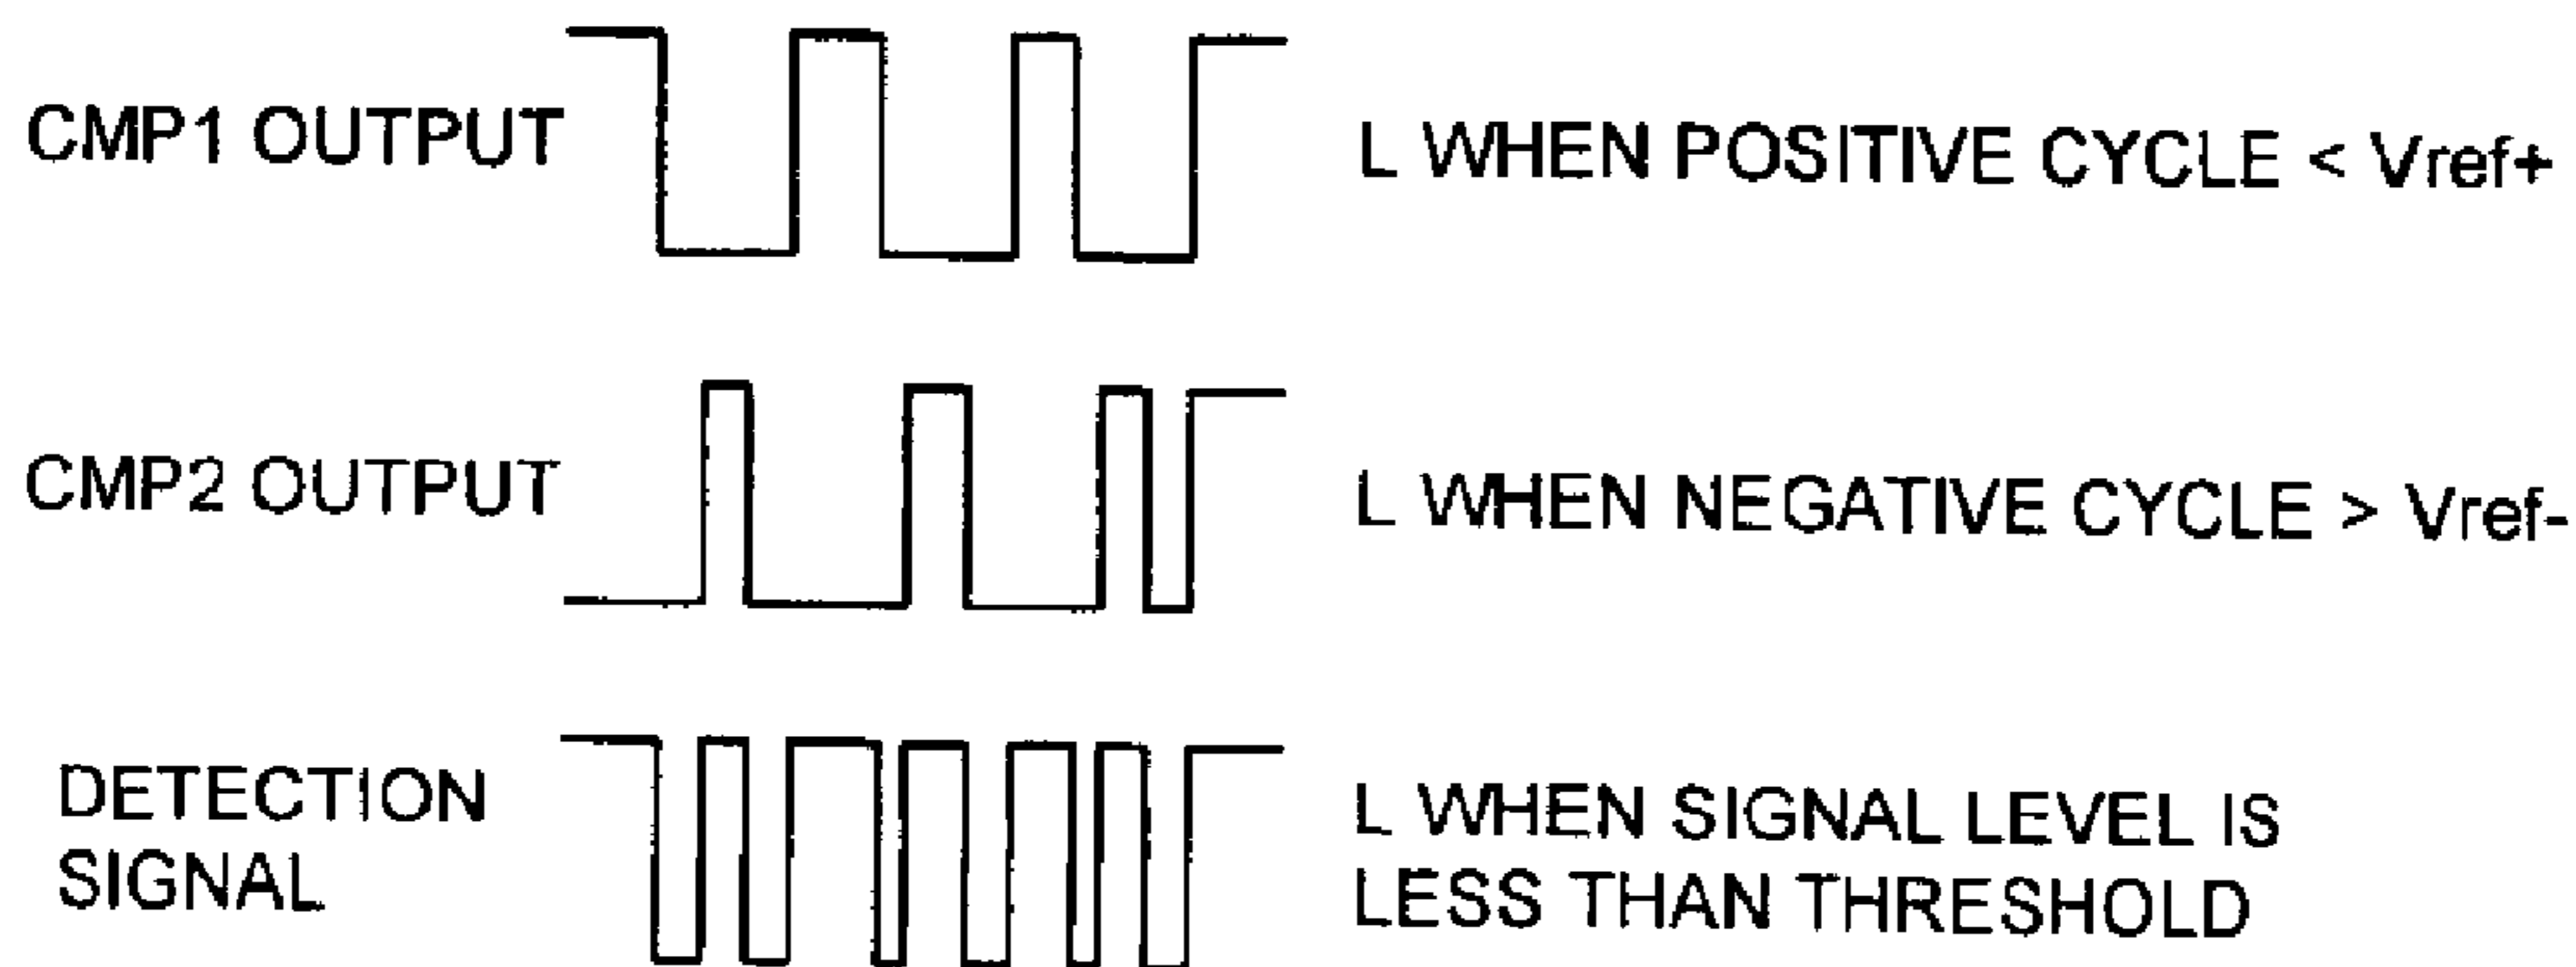 CMP1 OUTPUT
L WHEN POSITIVE CYCLE < Vref+
CMP2 OUTPUT
L WHEN NEGATIVE CYCLE > Vref-
DETECTION
SIGNAL
L WHEN SIGNAL LEVEL IS
LESS THAN THRESHOLD